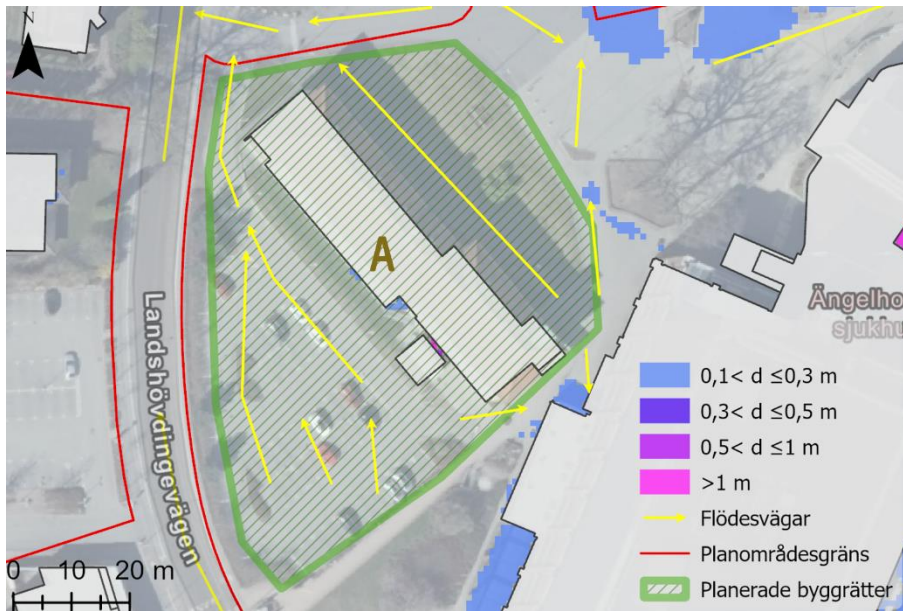 N
A
Landshövdingevägen
Ängelho
sjukhu
0,1< d ≤0,3 m
0,3< d ≤0,5 m
0,5< d ≤1 m
>1 m
Flödesvägar
Planområdesgräns
Planerade byggrätter
0 10 20 m